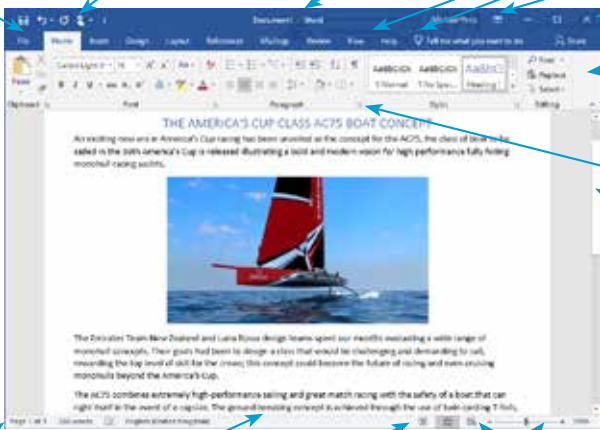 Document - Word
File Home Insert Design Layout References Mailings Review View Help Tell me what you want to do Share
Calibri Light
Find
Replace
Paste
AaBbCcDc AaBbCcDc AaBbC
Normal No Spac... Heading
Select
Clipboard Font Paragraph Styles Editing
THE AMERICA'S CUP CLASS AC75 BOAT CONCEPT
An exciting new era in America's Cup racing has been unveiled as the concept for the AC75, the class of boat to be
sailed in the 36th America's Cup is released illustrating a bold and modern vision for high performance fully foiling
monohull racing yachts.
The Emirates Team New Zealand and Luna Rossa design teams spent four months evaluating a wide range of
monohull concepts. Their goals had been to design a class that would be challenging and demanding to sail,
rewarding the top level of skill for the crews; this concept could become the future of racing and even cruising
monohulls beyond the America's Cup.
The AC75 combines extremely high-performance sailing and great match racing with the safety of a boat that can
right itself in the event of a capsize. The ground-breaking concept is achieved through the use of twin canting T-foils,
Page 1 of 1 words English (United Kingdom)